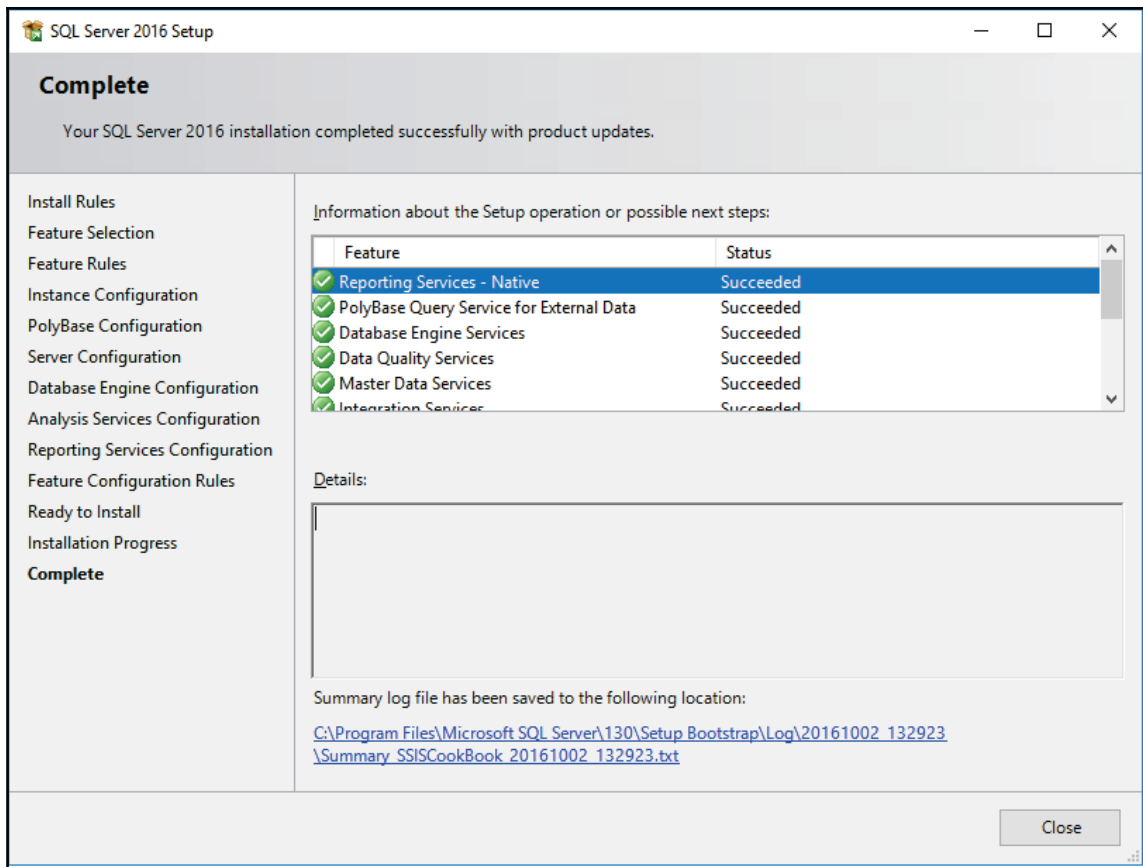 SQL Server 2016 Setup
Complete
Your SQL Server 2016 installation completed successfully with product updates.
Install Rules
Feature Selection
Feature Rules
Instance Configuration
PolyBase Configuration
Server Configuration
Database Engine Configuration
Analysis Services Configuration
Reporting Services Configuration
Feature Configuration Rules
Ready to Install
Installation Progress
Complete
Information about the Setup operation or possible next steps:
Feature Status
Reporting Services - Native Succeeded
PolyBase Query Service for External Data Succeeded
Database Engine Services Succeeded
Data Quality Services Succeeded
Master Data Services Succeeded
Integration Services Succeeded
Details:
Summary log file has been saved to the following location:
C:\Program Files\Microsoft SQL Server\130\Setup Bootstrap\Log\20161002_132923
\Summary_SSISCookBook_20161002_132923.txt
Close